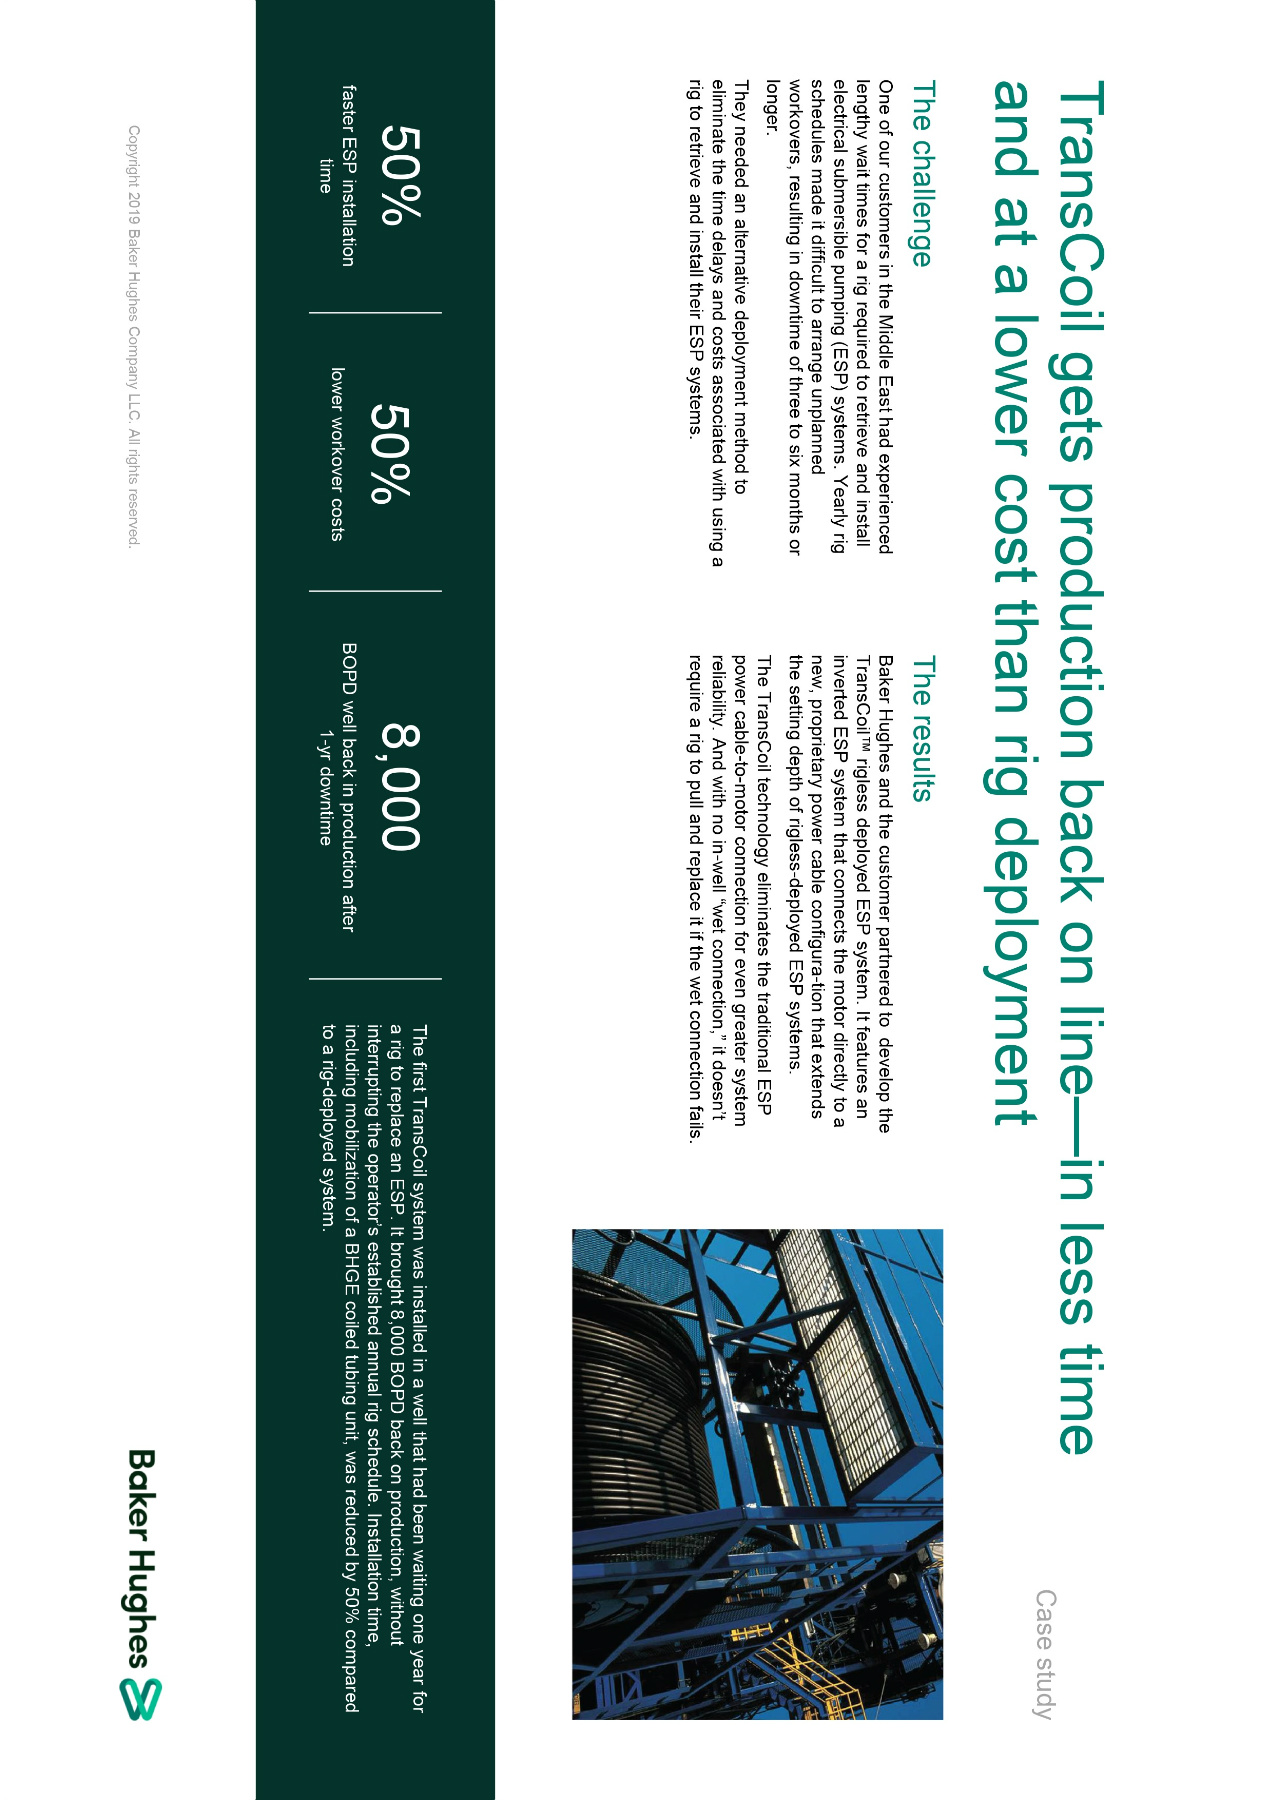 TransCoil gets production back on line—in less time
and at a lower cost than rig deployment
Case study
The challenge
One of our customers in the Middle East had experienced
lengthy wait times for a rig required to retrieve and install
electrical submersible pumping (ESP) systems. Yearly rig
schedules made it difficult to arrange unplanned
workovers, resulting in downtime of three to six months or
longer.
They needed an alternative deployment method to
eliminate the time delays and costs associated with using a
rig to retrieve and install their ESP systems.
The results
Baker Hughes and the customer partnered to  develop the
TransCoil™ rigless deployed ESP system. It features an
inverted ESP system that connects the motor directly to a
new, proprietary power cable configura-tion that extends
the setting depth of rigless-deployed ESP systems.
The TransCoil technology eliminates the traditional ESP
power cable-to-motor connection for even greater system
reliability. And with no in-well “wet connection,” it doesn’t
require a rig to pull and replace it if the wet connection fails.
50%
faster ESP installation
time
50%
lower workover costs
8,000
BOPD well back in production after
1-yr downtime
The first TransCoil system was installed in a well that had been waiting one year for
a rig to replace an ESP. It brought 8,000 BOPD back on production, without
interrupting the operator’s established annual rig schedule. Installation time,
including mobilization of a BHGE coiled tubing unit, was reduced by 50% compared
to a rig-deployed system.
Copyright 2019 Baker Hughes Company LLC. All rights reserved.
Baker Hughes